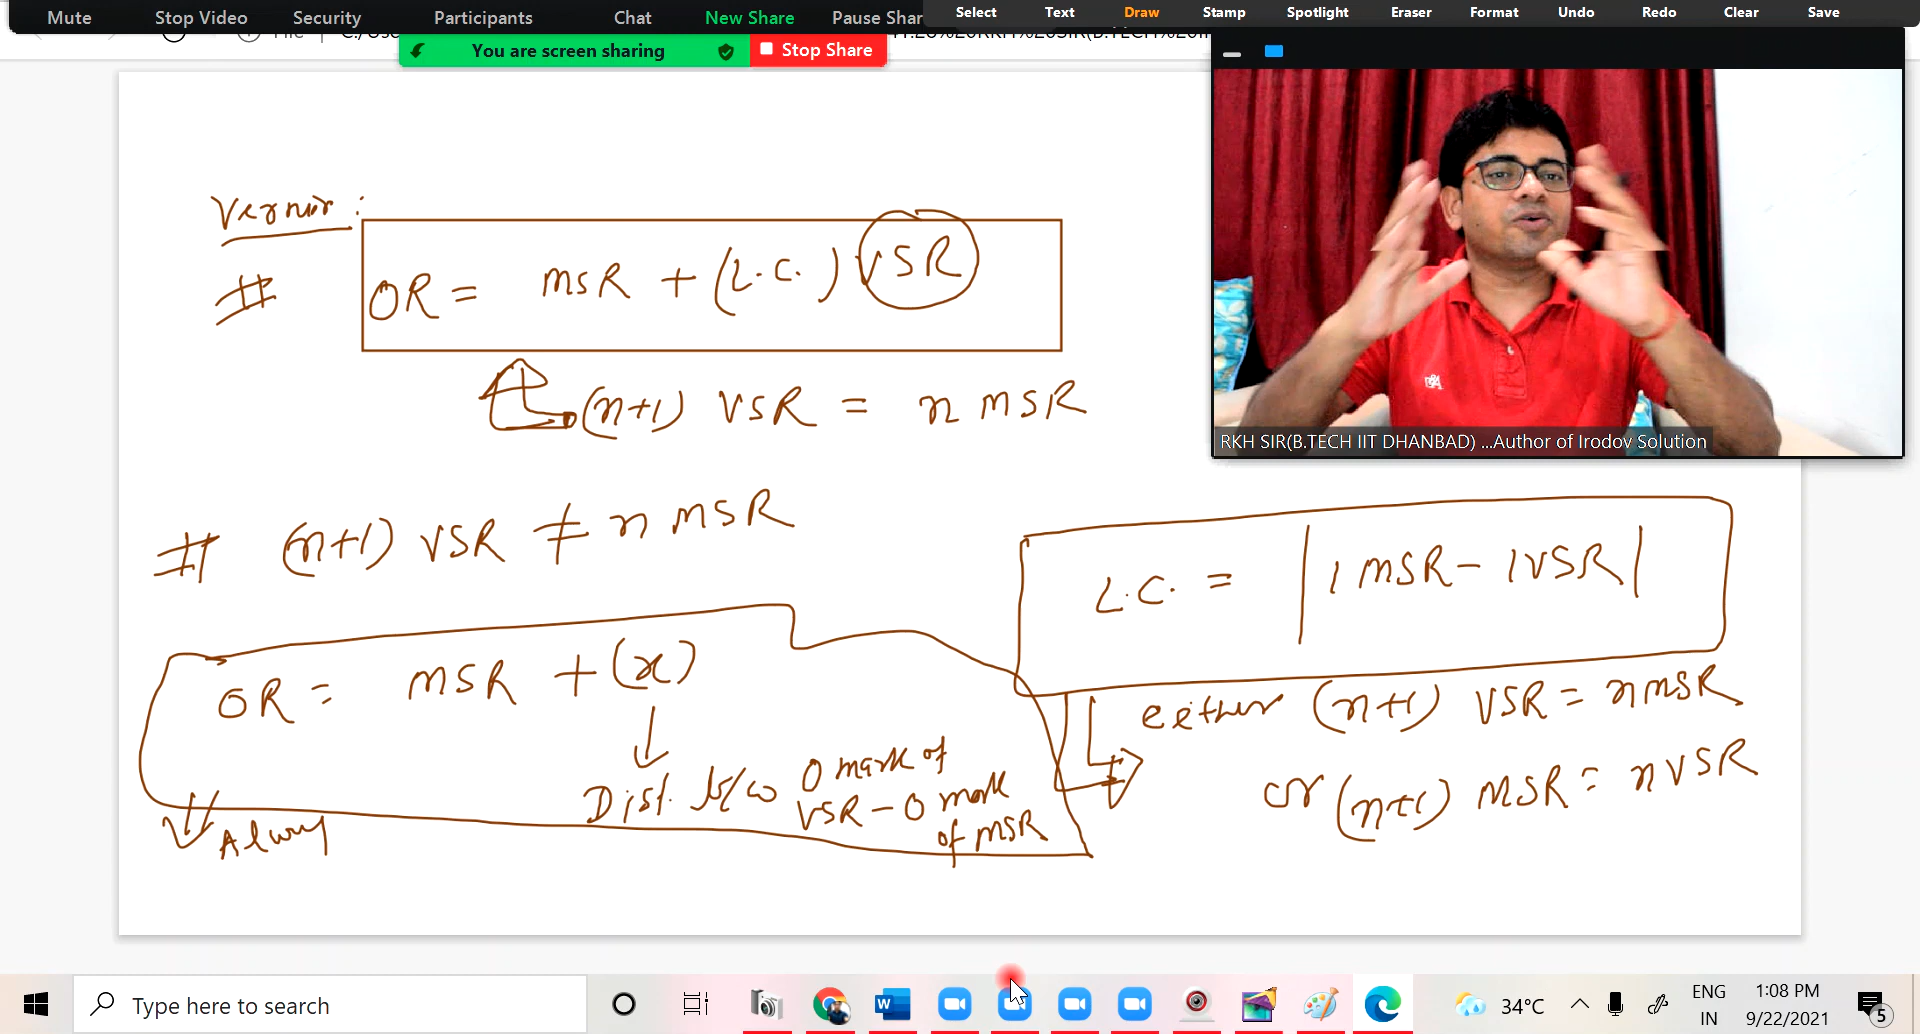 Mute Stop Video Security Participants Chat New Share Pause Shar Select Text Draw Stamp Spotlight Eraser Format Undo Redo Clear Save
You are screen sharing Stop Share
Vernier :
# OR = MSR + (L.C.) VSR
(n+1) VSR = n MSR
RKH SIR(B.TECH IIT DHANBAD) ...Author of Irodov Solution
# (n+1) VSR ≠ n MSR
L.C. = | 1 MSR - 1 VSR |
OR = MSR + (x)
either (n+1) VSR = n MSR
or (n+1) MSR = n VSR
Dist. b/w 0 mark of
VSR - 0 mark
of MSR
Alway
Type here to search
34°C
ENG
IN
1:08 PM
9/22/2021
5